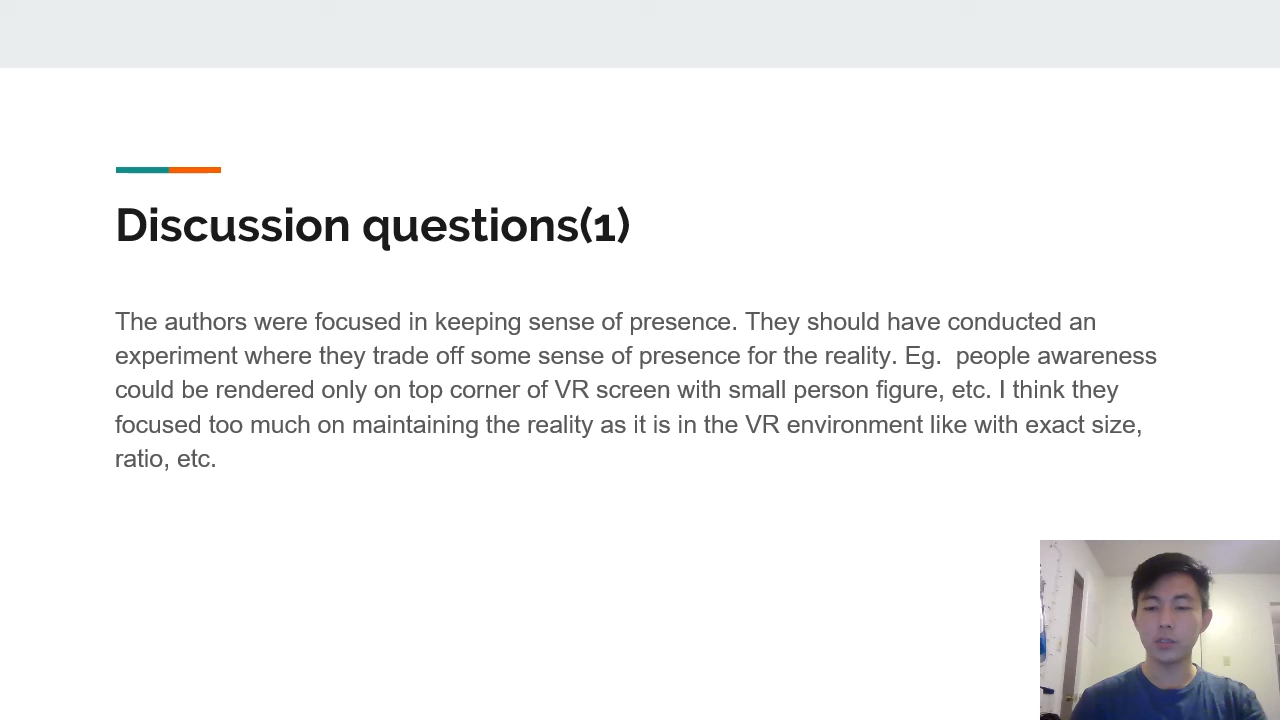 Discussion questions(1)
The authors were focused in keeping sense of presence. They should have conducted an
experiment where they trade off some sense of presence for the reality. Eg.  people awareness
could be rendered only on top corner of VR screen with small person figure, etc. I think they
focused too much on maintaining the reality as it is in the VR environment like with exact size,
ratio, etc.